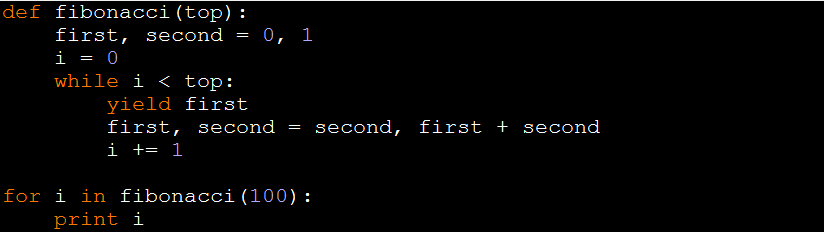 def fibonacci(top):
    first, second = 0, 1
    i = 0
    while i < top:
        yield first
        first, second = second, first + second
        i += 1

for i in fibonacci(100):
    print i